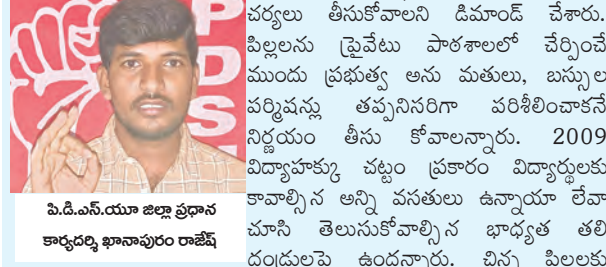 చర్యలు తీసుకోవాలని డిమాండ్ చేశారు.
పిల్లలను ప్రైవేటు పాఠశాలలో చేర్పించే
ముందు ప్రభుత్వ అను మతులు, బస్సుల
పర్మిషన్లు తప్పనిసరిగా పరిశీలించాకనే
నిర్ణయం తీసు కోవాలన్నారు. 2009
విద్యాహక్కు చట్టం ప్రకారం విద్యార్థులకు
కావాల్సి న అన్ని వసతులు ఉన్నాయా లేవా
చూసి తెలుసుకోవాల్సి న భాధ్యత తలి
దండ్రులపై ఉందన్నారు. చిన్న పిల్లలకు
P
D
S
పి.డి.ఎస్.యూ జిల్లా ప్రధాన
కార్యదర్శి ఖానాపురం రాజేష్